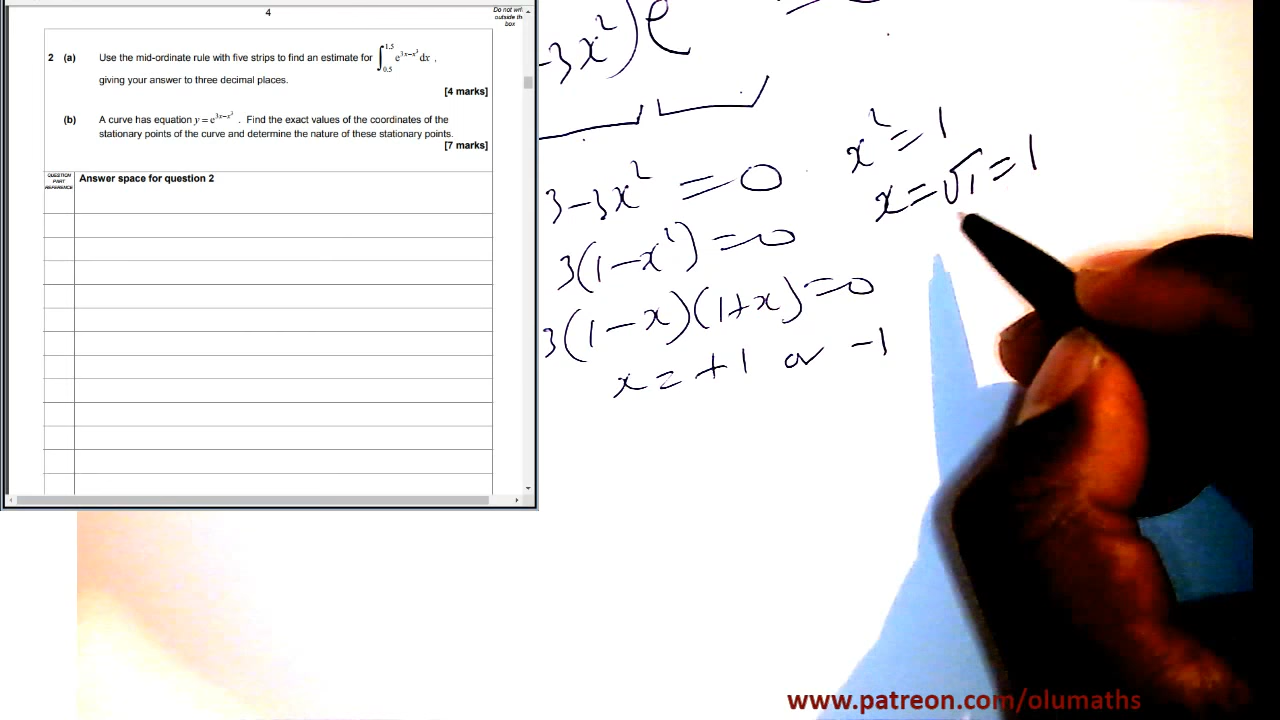 4
Do not write
outside the
box
2 (a) Use the mid-ordinate rule with five strips to find an estimate for ∫₀.₅^1.5 e^(3x−x³) dx ,
giving your answer to three decimal places.
[4 marks]
(b) A curve has equation y = e^(3x−x³) . Find the exact values of the coordinates of the
stationary points of the curve and determine the nature of these stationary points.
[7 marks]
QUESTION
PART
REFERENCE
Answer space for question 2
-3x²)e
3-3x² = 0
3(1-x²) = 0
3(1-x)(1+x) = 0
x = +1 or -1
x² = 1
x = √1 = 1
www.patreon.com/olumaths